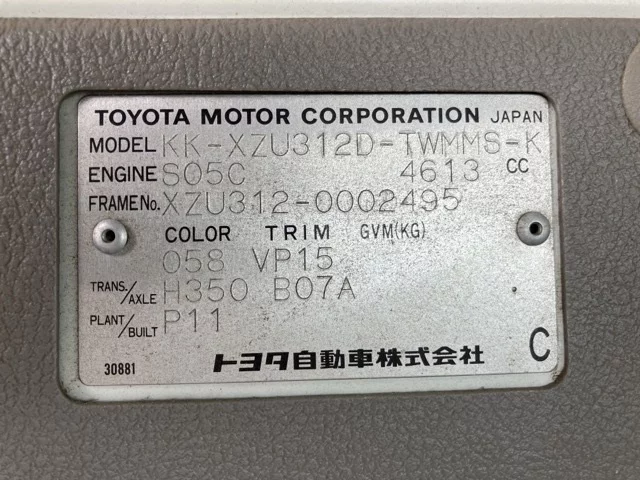 TOYOTA MOTOR CORPORATION JAPAN
MODEL KK-XZU312D-TWMMS-K
ENGINE S05C 4613 CC
FRAME No. XZU312-0002495
COLOR TRIM GVM(KG)
058 VP15
TRANS./AXLE H350 B07A
PLANT/BUILT P11
30881 トヨタ自動車株式会社 C